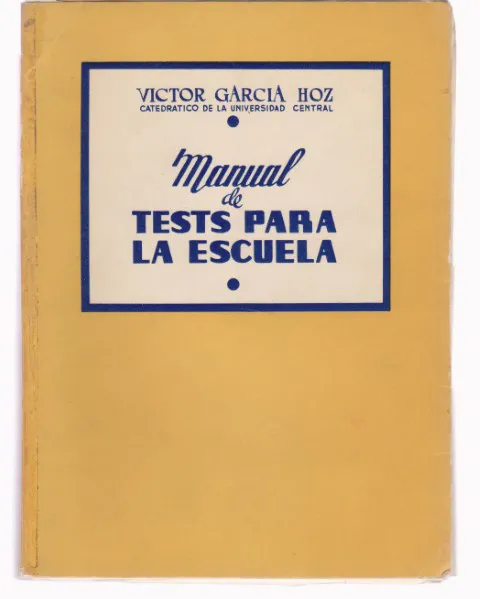 VICTOR GARCIA HOZ
CATEDRATICO DE LA UNIVERSIDAD CENTRAL
Manual
de
TESTS PARA
LA ESCUELA